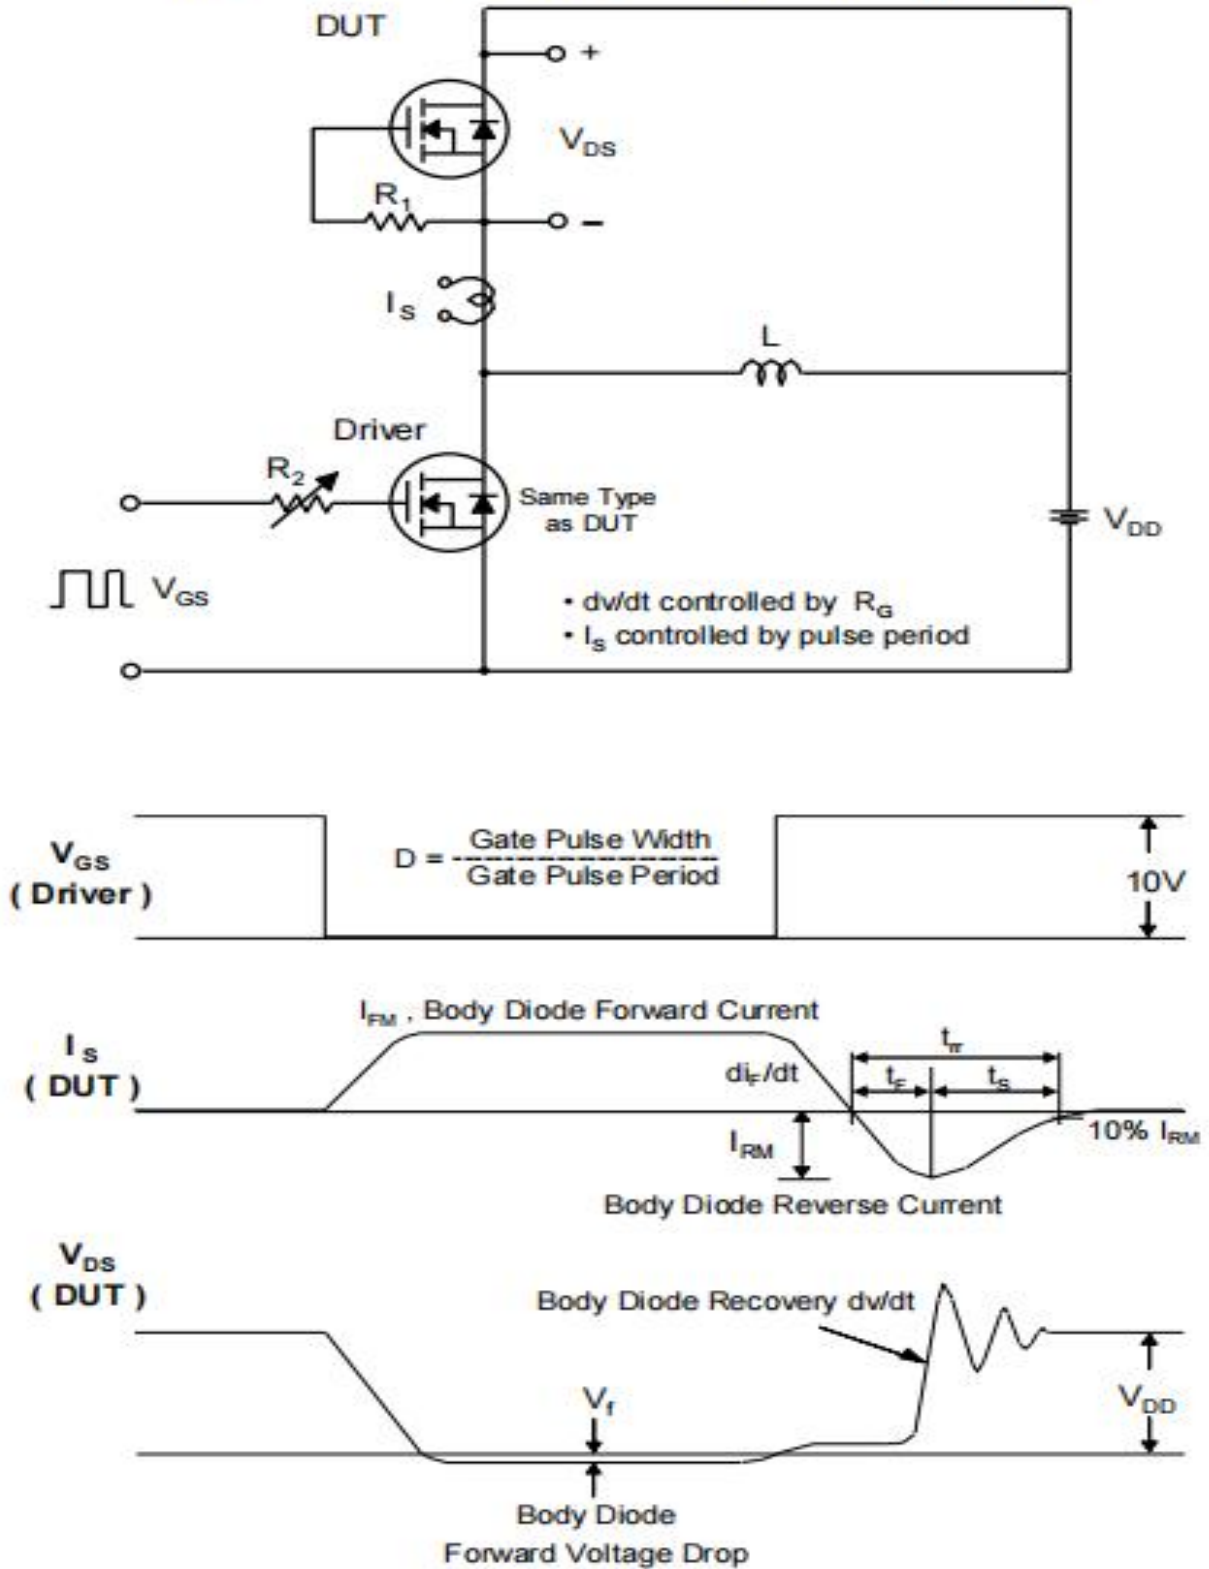 DUT
+
V_DS
R_1
–
I_S
L
Driver
R_2
Same Type
as DUT
V_DD
V_GS
• dv/dt controlled by R_G
• I_S controlled by pulse period
V_GS
( Driver )
D = Gate Pulse Width
Gate Pulse Period
10V
I_FM , Body Diode Forward Current
I_S
( DUT )
t_rr
di_F/dt
t_F
t_S
I_RM
10% I_RM
Body Diode Reverse Current
V_DS
( DUT )
Body Diode Recovery dv/dt
V_f
V_DD
Body Diode
Forward Voltage Drop